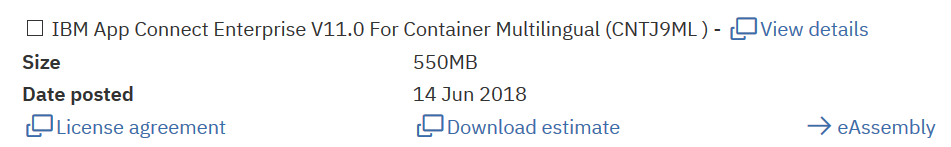 IBM App Connect Enterprise V11.0 For Container Multilingual (CNTJ9ML ) - View details
Size 550MB
Date posted 14 Jun 2018
License agreement Download estimate eAssembly